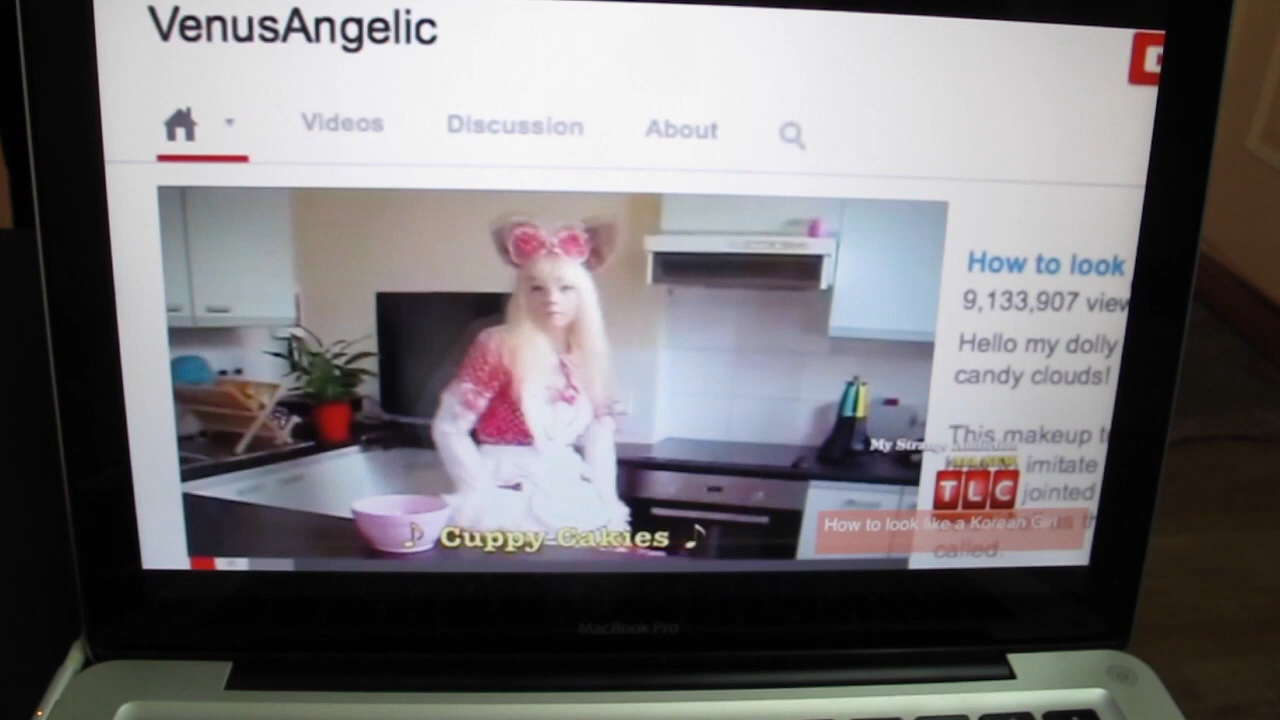 VenusAngelic
Videos
Discussion
About
How to look
9,133,907 view
Hello my dolly
candy clouds!
This makeup t
My Strange
imitate
TLC
jointed
How to look like a Korean Girl
called.
♪ Cuppy Cakies ♪
MacBook Pro